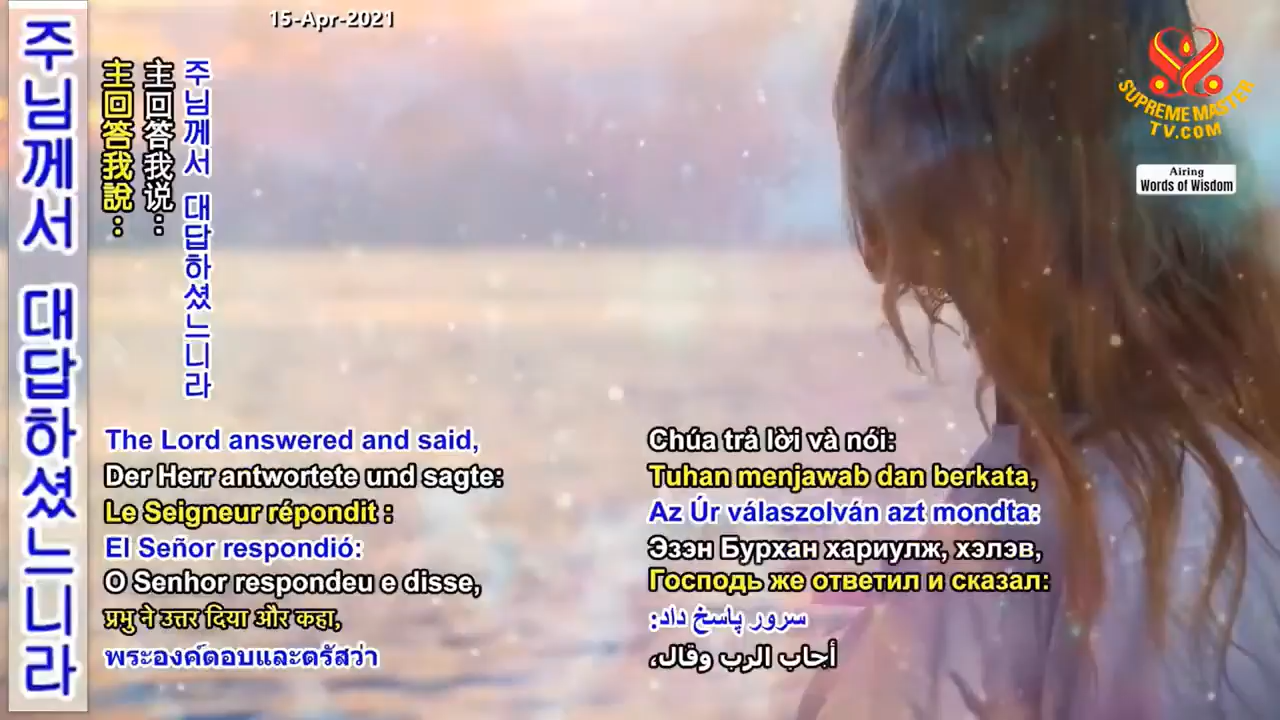 15-Apr-2021
주님께서 대답하셨느니라
主回答我說：
主回答我说：
주님께서 대답하셨느니라
SUPREME MASTER
TV.COM
Airing
Words of Wisdom
The Lord answered and said,
Der Herr antwortete und sagte:
Le Seigneur répondit :
El Señor respondió:
O Senhor respondeu e disse,
प्रभु ने उत्तर दिया और कहा,
พระองค์ตอบและตรัสว่า
Chúa trả lời và nói:
Tuhan menjawab dan berkata,
Az Úr válaszolván azt mondta:
Эзэн Бурхан хариулж, хэлэв,
Господь же ответил и сказал:
سرور پاسخ داد:
أجاب الرب وقال،